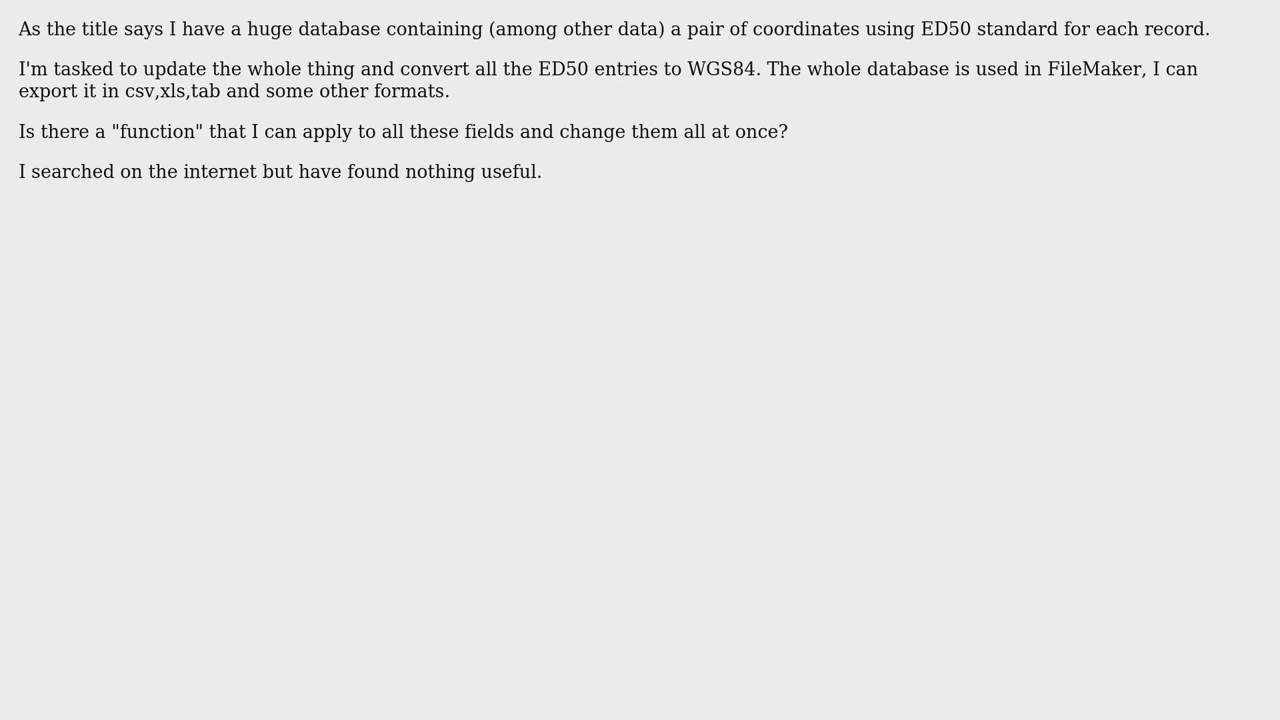 As the title says I have a huge database containing (among other data) a pair of coordinates using ED50 standard for each record.
I'm tasked to update the whole thing and convert all the ED50 entries to WGS84. The whole database is used in FileMaker, I can
export it in csv,xls,tab and some other formats.
Is there a "function" that I can apply to all these fields and change them all at once?
I searched on the internet but have found nothing useful.